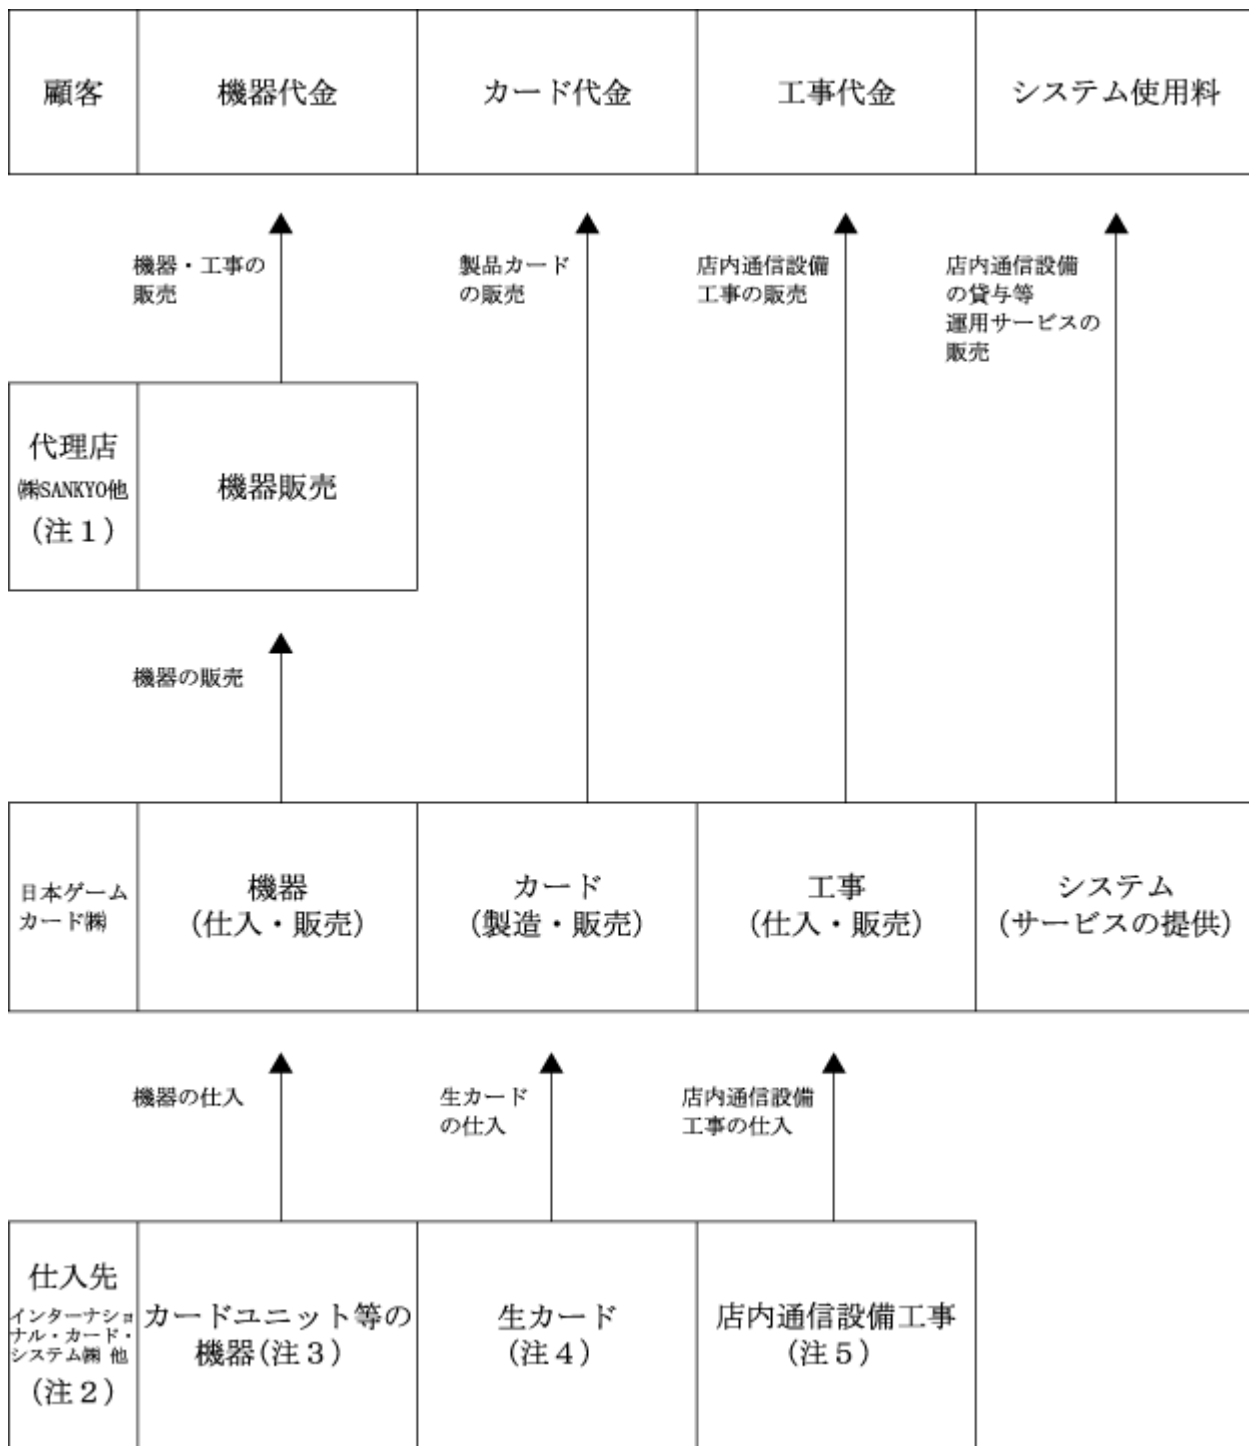 顧客
機器代金
カード代金
工事代金
システム使用料
機器・工事の
販売
製品カード
の販売
店内通信設備
工事の販売
店内通信設備
の貸与等
運用サービスの
販売
代理店
㈱SANKYO他
(注1)
機器販売
機器の販売
日本ゲーム
カード㈱
機器
(仕入・販売)
カード
(製造・販売)
工事
(仕入・販売)
システム
(サービスの提供)
機器の仕入
生カード
の仕入
店内通信設備
工事の仕入
仕入先
インターナショ
ナル・カード・
システム㈱ 他
(注2)
カードユニット等の
機器(注3)
生カード
(注4)
店内通信設備工事
(注5)